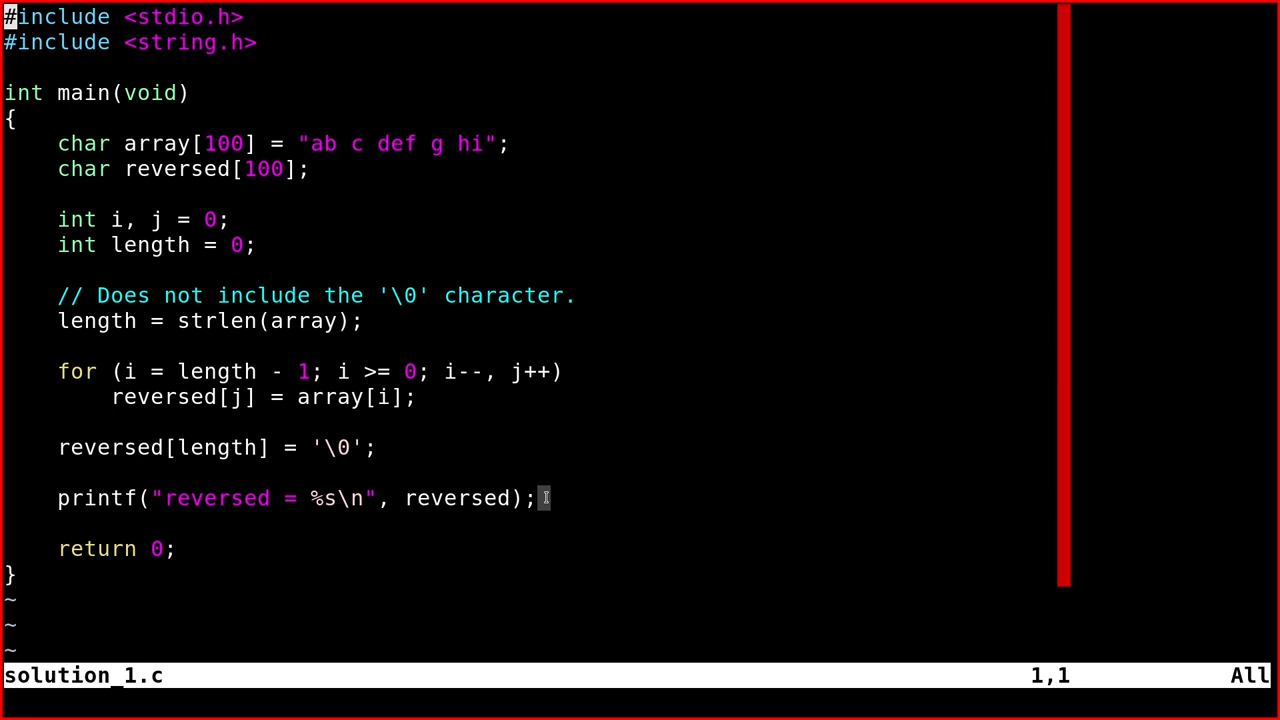 #include <stdio.h>
#include <string.h>
int main(void)
{
    char array[100] = "ab c def g hi";
    char reversed[100];
    int i, j = 0;
    int length = 0;
    // Does not include the '\0' character.
    length = strlen(array);
    for (i = length - 1; i >= 0; i--, j++)
        reversed[j] = array[i];
    reversed[length] = '\0';
    printf("reversed = %s\n", reversed);
    return 0;
}
~
~
~
solution_1.c 1,1 All